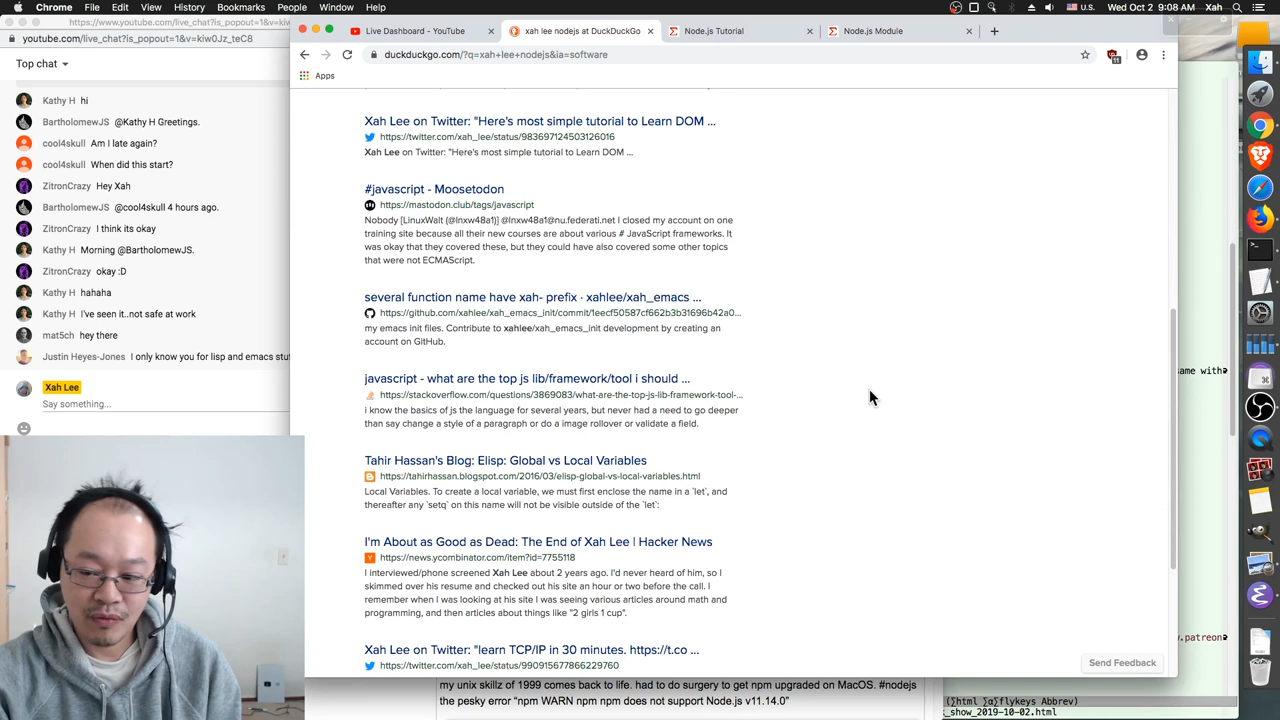 Chrome File Edit View History Bookmarks People Window Help
U.S. Wed Oct 2 9:08 AM Xah
https://www.youtube.com/live_chat?is_popout=1&v=kiw
youtube.com/live_chat?is_popout=1&v=kiw0Jz_teC8
Top chat
Kathy H hi
BartholomewJS @Kathy H Greetings.
cool4skull Am I late again?
cool4skull When did this start?
ZitronCrazy Hey Xah
BartholomewJS @cool4skull 4 hours ago.
ZitronCrazy I think its okay
Kathy H Morning @BartholomewJS.
ZitronCrazy okay :D
Kathy H hahaha
Kathy H I've seen it..not safe at work
mat5ch hey there
Justin Heyes-Jones I only know you for lisp and emacs stu
Xah Lee
Say something...
Live Dashboard - YouTube
xah lee nodejs at DuckDuckGo
Node.js Tutorial
Node.js Module
duckduckgo.com/?q=xah+lee+nodejs&ia=software
11
Apps
Xah Lee on Twitter: "Here's most simple tutorial to Learn DOM ...
https://twitter.com/xah_lee/status/983697124503126016
Xah Lee on Twitter: "Here's most simple tutorial to Learn DOM ...
#javascript - Moosetodon
https://mastodon.club/tags/javascript
Nobody [LinuxWalt (@lnxw48a1)] @lnxw48a1@nu.federati.net I closed my account on one
training site because all their new courses are about various # JavaScript frameworks. It
was okay that they covered these, but they could have also covered some other topics
that were not ECMAScript.
several function name have xah- prefix · xahlee/xah_emacs ...
https://github.com/xahlee/xah_emacs_init/commit/1eecf50587cf662b3b31696b42a0...
my emacs init files. Contribute to xahlee/xah_emacs_init development by creating an
account on GitHub.
javascript - what are the top js lib/framework/tool i should ...
https://stackoverflow.com/questions/3869083/what-are-the-top-js-lib-framework-tool-...
i know the basics of js the language for several years, but never had a need to go deeper
than say change a style of a paragraph or do a image rollover or validate a field.
Tahir Hassan's Blog: Elisp: Global vs Local Variables
https://tahirhassan.blogspot.com/2016/03/elisp-global-vs-local-variables.html
Local Variables. To create a local variable, we must first enclose the name in a `let`, and
thereafter any `setq` on this name will not be visible outside of the `let`:
I'm About as Good as Dead: The End of Xah Lee | Hacker News
https://news.ycombinator.com/item?id=7755118
I interviewed/phone screened Xah Lee about 2 years ago. I'd never heard of him, so I
skimmed over his resume and checked out his site an hour or two before the call. I
remember when I was looking at his site I was seeing various articles around math and
programming, and then articles about things like "2 girls 1 cup".
Xah Lee on Twitter: "learn TCP/IP in 30 minutes. https://t.co ...
https://twitter.com/xah_lee/status/990915677866229760
Send Feedback
ame with
.patreon
my unix skillz of 1999 comes back to life. had to do surgery to get npm upgraded on MacOS. #nodejs
the pesky error "npm WARN npm npm does not support Node.js v11.14.0"
(∑html ∑α∑flykeys Abbrev)
_show_2019-10-02.html